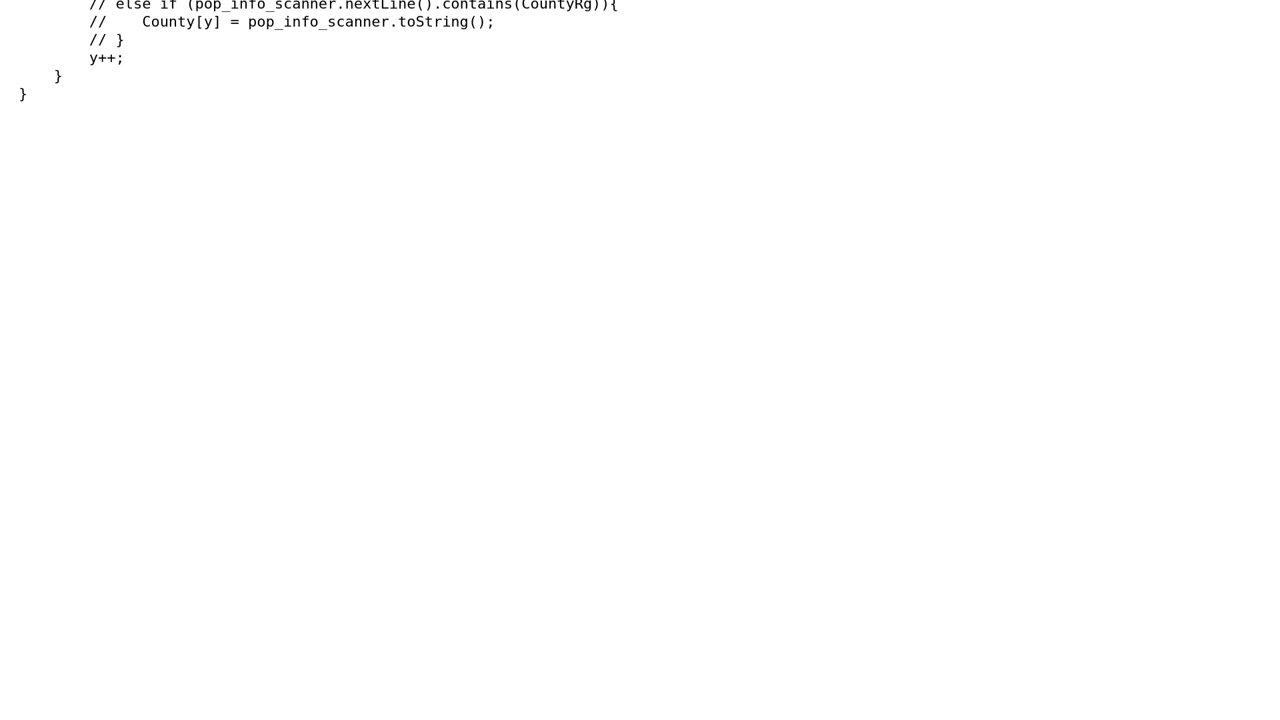 // else if (pop_info_scanner.nextLine().contains(CountyRg)){
//    County[y] = pop_info_scanner.toString();
// }
y++;
}
}